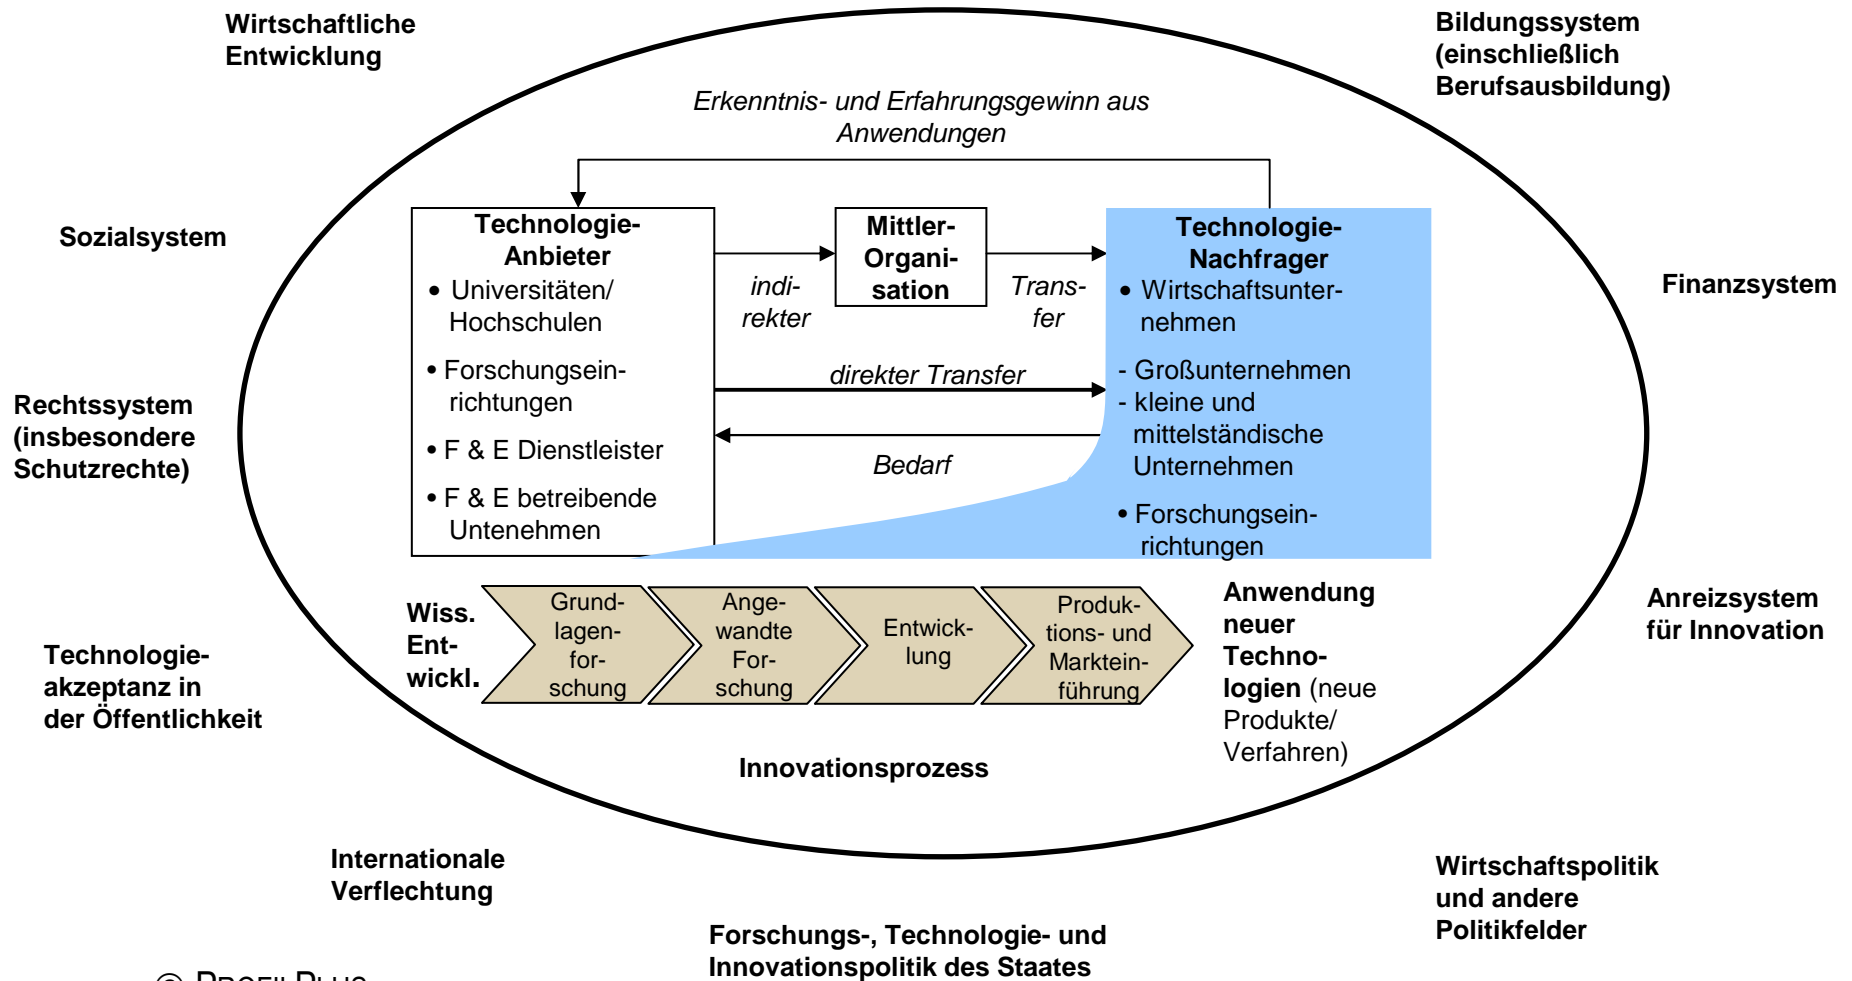 Wirtschaftliche
Entwicklung
Bildungssystem
(einschließlich
Berufsausbildung)
Erkenntnis- und Erfahrungsgewinn aus
Anwendungen
Sozialsystem
Finanzsystem
Rechtssystem
(insbesondere
Schutzrechte)
Technologie-
Anbieter
• Universitäten/
Hochschulen
• Forschungsein-
richtungen
• F & E Dienstleister
• F & E betreibende
Untenehmen
indi-
rekter
Mittler-
Organi-
sation
Trans-
fer
direkter Transfer
Bedarf
Technologie-
Nachfrager
• Wirtschaftsunter-
nehmen
- Großunternehmen
- kleine und
mittelständische
Unternehmen
• Forschungsein-
richtungen
Wiss.
Ent-
wickl.
Grund-
lagen-
for-
schung
Ange-
wandte
For-
schung
Entwick-
lung
Produk-
tions- und
Marktein-
führung
Anwendung
neuer
Techno-
logien (neue
Produkte/
Verfahren)
Innovationsprozess
Anreizsystem
für Innovation
Technologie-
akzeptanz in
der Öffentlichkeit
Internationale
Verflechtung
Wirtschaftspolitik
und andere
Politikfelder
Forschungs-, Technologie- und
Innovationspolitik des Staates
© PROFILPLUS